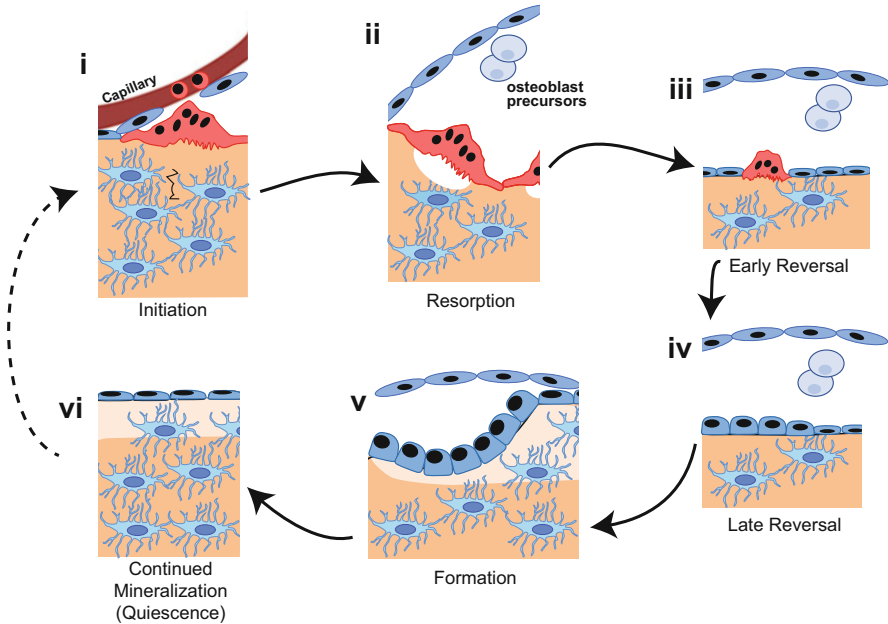 i
Capillary
Initiation
ii
osteoblast
precursors
Resorption
iii
Early Reversal
iv
Late Reversal
v
Formation
vi
Continued
Mineralization
(Quiescence)